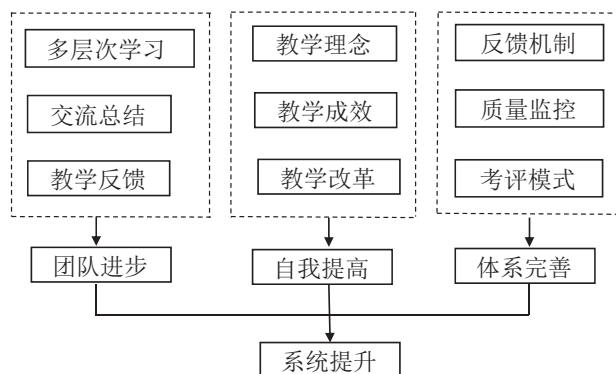 多层次学习
交流总结
教学反馈
团队进步
教学理念
教学成效
教学改革
自我提高
反馈机制
质量监控
考评模式
体系完善
系统提升